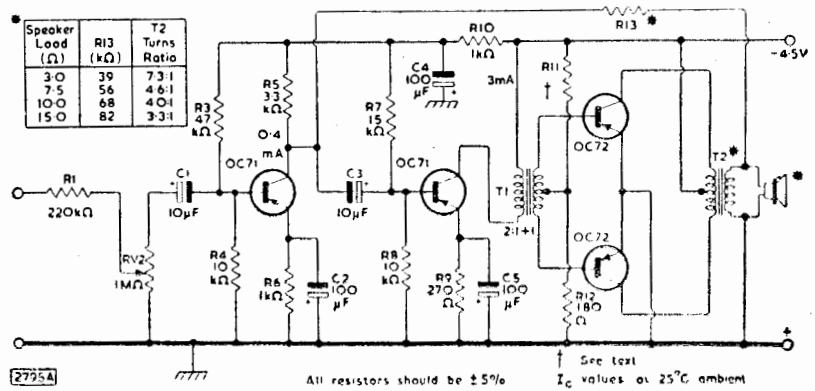 *
Speaker Load (Ω) R13 (kΩ) T2 Turns Ratio
3·0 39 7·3:1
7·5 56 4·6:1
10·0 68 4·0:1
15·0 82 3·3:1
R10
1kΩ
R13 *
-4·5V
R3
47
kΩ
R5
33
kΩ
0·4
mA
C4
100
μF
+
R7
15
kΩ
3mA
R11
†
OC72
T2 *
*
R1
220kΩ
RV2
1MΩ
+
C1
10μF
OC71
C3
+
10μF
OC71
T1
2:1+1
OC72
R4
10
kΩ
R6
1kΩ
C2
100
μF
+
R8
10
kΩ
R9
270
Ω
C5
100
μF
+
R12
180
Ω
+
2795A
All resistors should be ±5%
† See text
Ic values at 25°C ambient